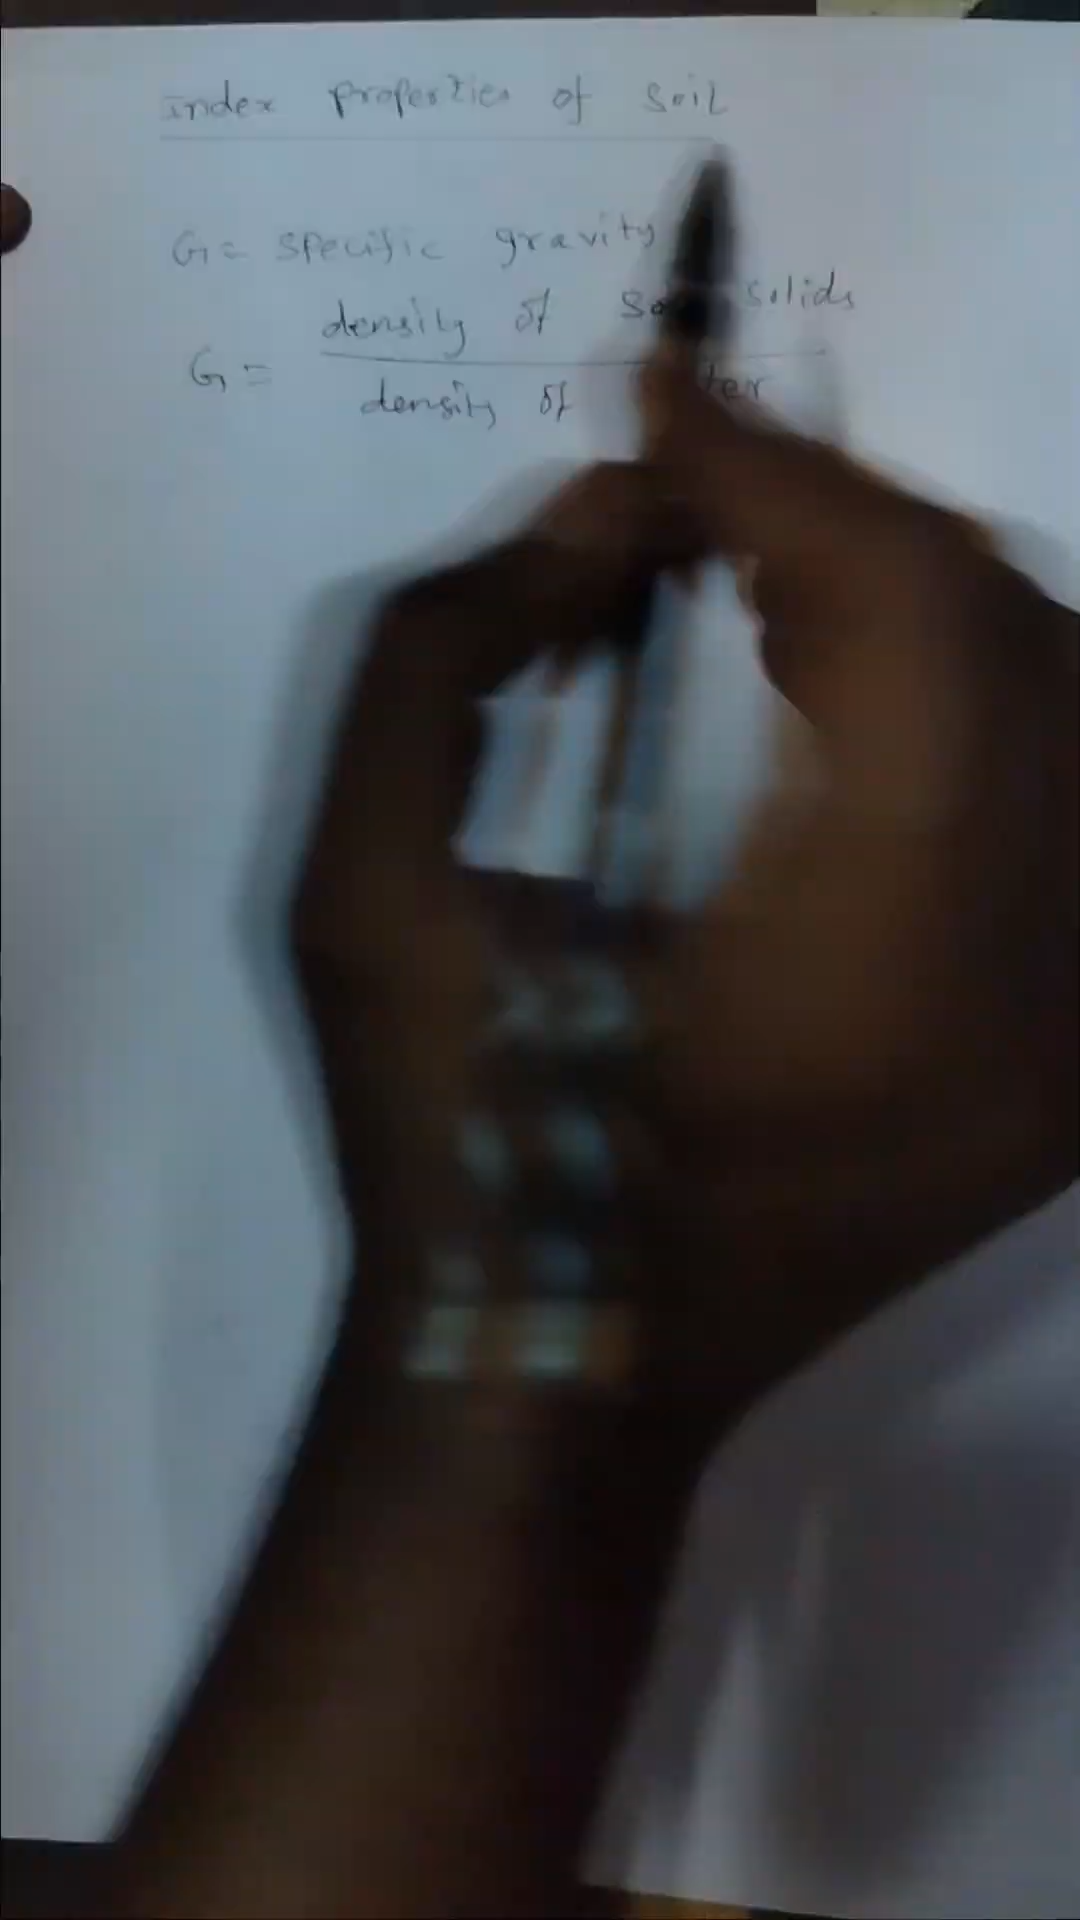 index properties of soil
G = specific gravity
density of solids
G =
density of